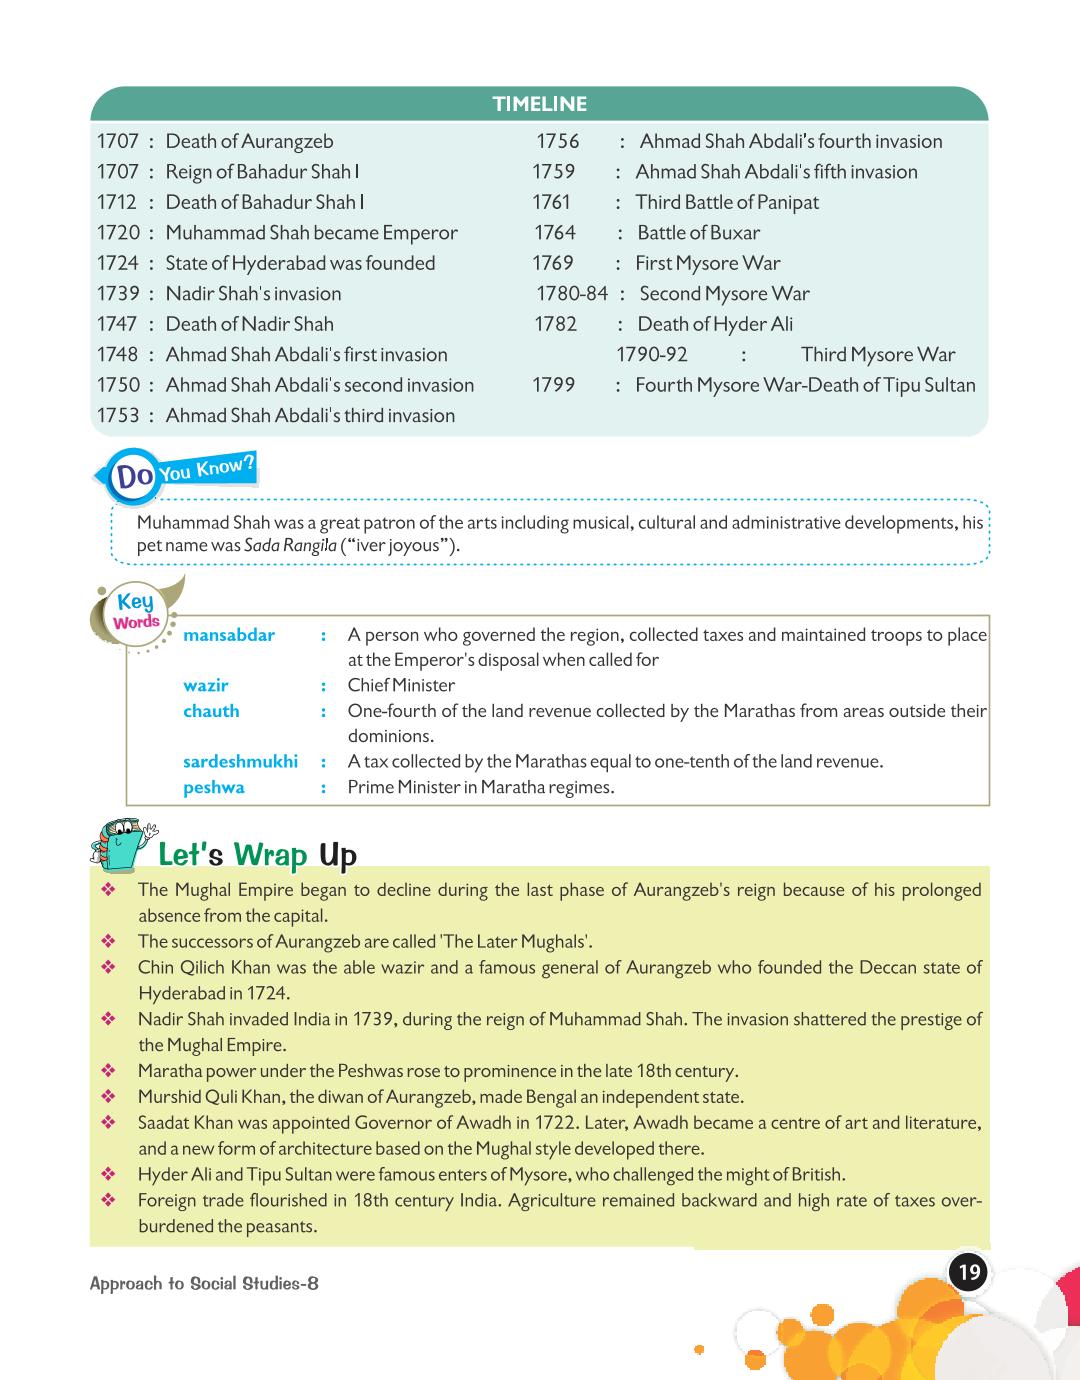 TIMELINE
1707 : Death of Aurangzeb
1707 : Reign of Bahadur Shah I
1712 : Death of Bahadur Shah I
1720 : Muhammad Shah became Emperor
1724 : State of Hyderabad was founded
1739 : Nadir Shah's invasion
1747 : Death of Nadir Shah
1748 : Ahmad Shah Abdali's first invasion
1750 : Ahmad Shah Abdali's second invasion
1753 : Ahmad Shah Abdali's third invasion
1756 : Ahmad Shah Abdali's fourth invasion
1759 : Ahmad Shah Abdali's fifth invasion
1761 : Third Battle of Panipat
1764 : Battle of Buxar
1769 : First Mysore War
1780-84 : Second Mysore War
1782 : Death of Hyder Ali
1790-92 : Third Mysore War
1799 : Fourth Mysore War-Death of Tipu Sultan
Do You Know?
Muhammad Shah was a great patron of the arts including musical, cultural and administrative developments, his
pet name was Sada Rangila (“iver joyous”).
Key
Words
mansabdar : A person who governed the region, collected taxes and maintained troops to place
at the Emperor's disposal when called for
wazir : Chief Minister
chauth : One-fourth of the land revenue collected by the Marathas from areas outside their
dominions.
sardeshmukhi : A tax collected by the Marathas equal to one-tenth of the land revenue.
peshwa : Prime Minister in Maratha regimes.
Let's Wrap Up
❖ The Mughal Empire began to decline during the last phase of Aurangzeb's reign because of his prolonged
absence from the capital.
❖ The successors of Aurangzeb are called 'The Later Mughals'.
❖ Chin Qilich Khan was the able wazir and a famous general of Aurangzeb who founded the Deccan state of
Hyderabad in 1724.
❖ Nadir Shah invaded India in 1739, during the reign of Muhammad Shah. The invasion shattered the prestige of
the Mughal Empire.
❖ Maratha power under the Peshwas rose to prominence in the late 18th century.
❖ Murshid Quli Khan, the diwan of Aurangzeb, made Bengal an independent state.
❖ Saadat Khan was appointed Governor of Awadh in 1722. Later, Awadh became a centre of art and literature,
and a new form of architecture based on the Mughal style developed there.
❖ Hyder Ali and Tipu Sultan were famous enters of Mysore, who challenged the might of British.
❖ Foreign trade flourished in 18th century India. Agriculture remained backward and high rate of taxes over-
burdened the peasants.
Approach to Social Studies-8
19